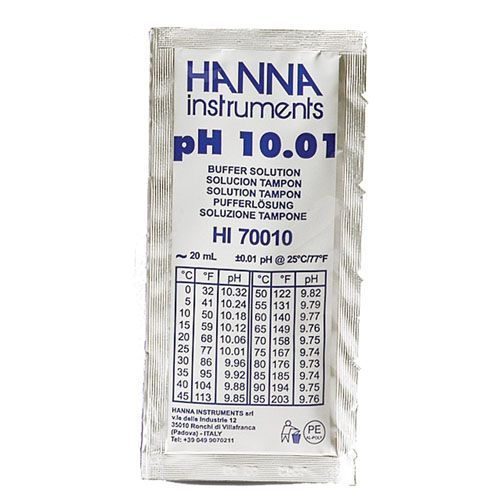 HANNA
instruments
pH 10.01
BUFFER SOLUTION
SOLUCION TAMPON
SOLUTION TAMPON
PUFFERLÖSUNG
SOLUZIONE TAMPONE
HI 70010
~ 20 mL ±0.01 pH @ 25°C/77°F
°C °F pH °C °F pH
0 32 10.32 50 122 9.82
5 41 10.24 55 131 9.79
10 50 10.18 60 140 9.77
15 59 10.12 65 149 9.76
20 68 10.06 70 158 9.75
25 77 10.01 75 167 9.74
30 86 9.96 80 176 9.73
35 95 9.92 85 185 9.74
40 104 9.88 90 194 9.75
45 113 9.85 95 203 9.76
HANNA INSTRUMENTS srl
v.le delle Industrie 12
35010 Ronchi di Villafranca
(Padova) - ITALY
Tel: +39 049 9070211
PE
AL-POLY